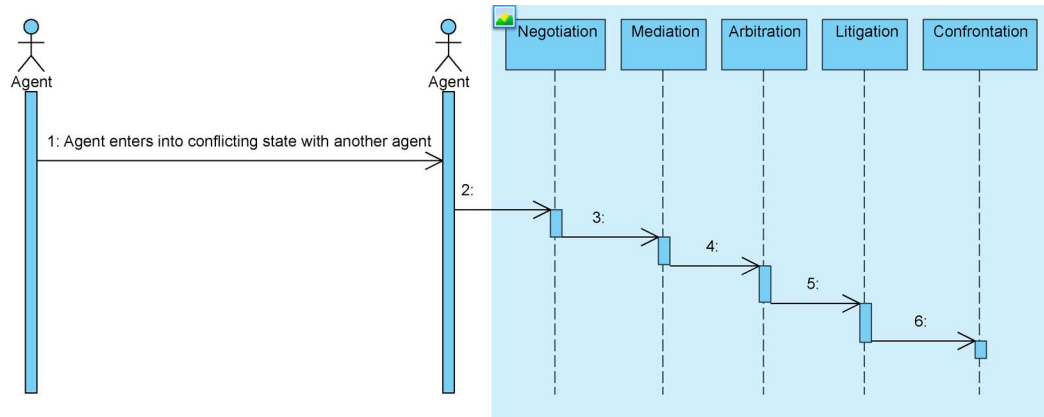 Negotiation
Mediation
Arbitration
Litigation
Confrontation
Agent
Agent
1: Agent enters into conflicting state with another agent
2:
3:
4:
5:
6: